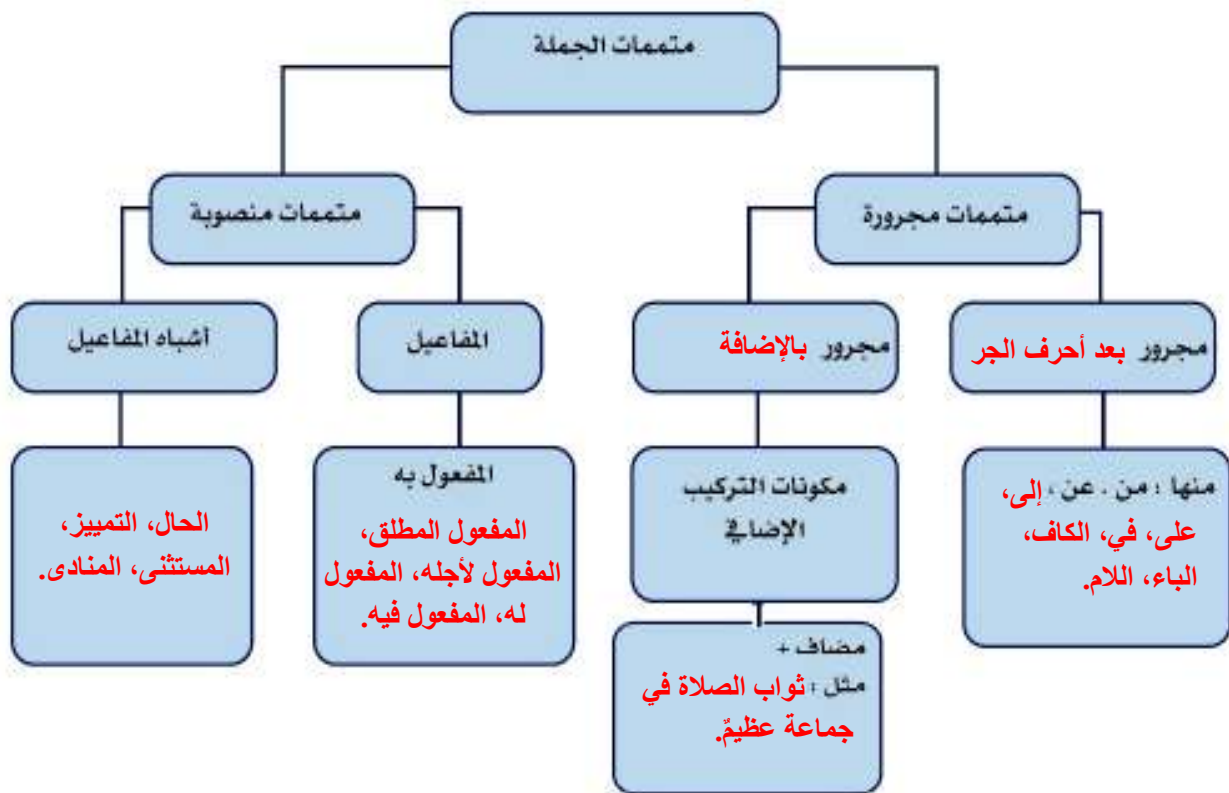 متممات الجملة
متممات مجرورة
متممات منصوبة
مجرور بعد أحرف الجر
مجرور بالإضافة
المفاعيل
أشباه المفاعيل
منها : من . عن ، إلى،
على، في، الكاف،
الباء، اللام.
مكونات التركيب
الإضافي
مضاف +
مثل : ثواب الصلاة في
جماعة عظيمٌ.
المفعول به
المفعول المطلق،
المفعول لأجله، المفعول
له، المفعول فيه.
الحال، التمييز،
المستثنى، المنادى.